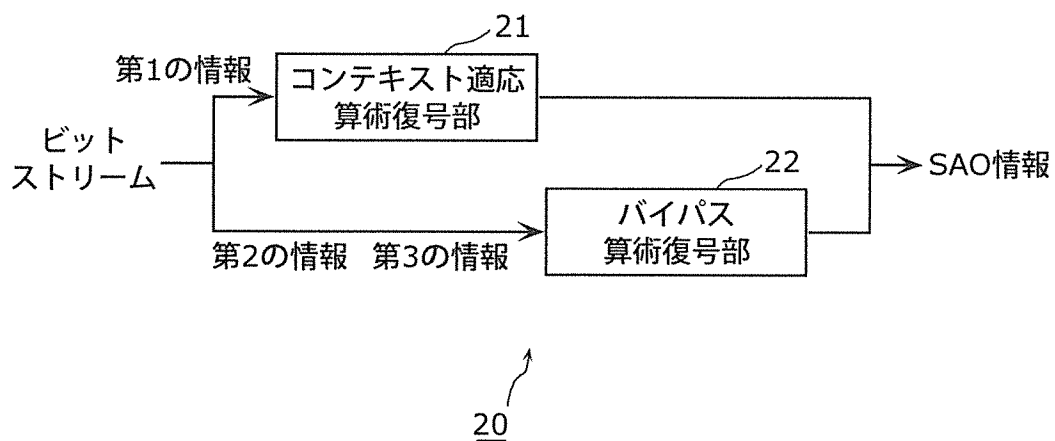 21
第1の情報
コンテキスト適応
算術復号部
ビット
ストリーム
SAO情報
22
バイパス
算術復号部
第2の情報 第3の情報
20